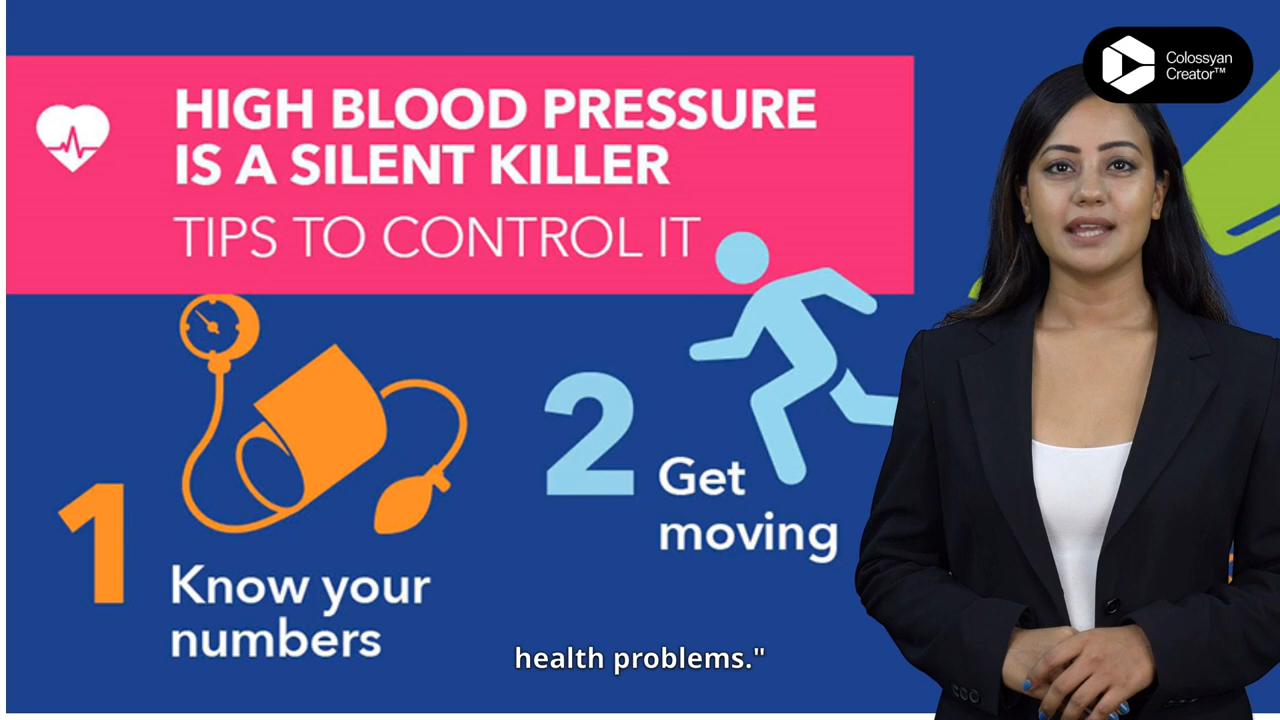 Colossyan
Creator™
HIGH BLOOD PRESSURE
IS A SILENT KILLER
TIPS TO CONTROL IT
1
Know your
numbers
2
Get
moving
health problems."